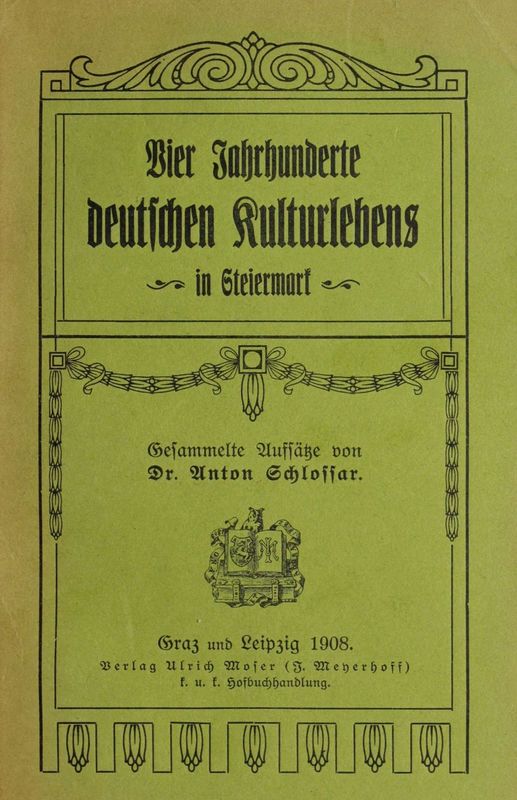 Vier Jahrhunderte
deutschen Kulturlebens
in Steiermark
Gesammelte Aufsätze von
Dr. Anton Schlossar.
Graz und Leipzig 1908.
Verlag Ulrich Moser (J. Meyerhoff)
k. u. k. Hofbuchhandlung.